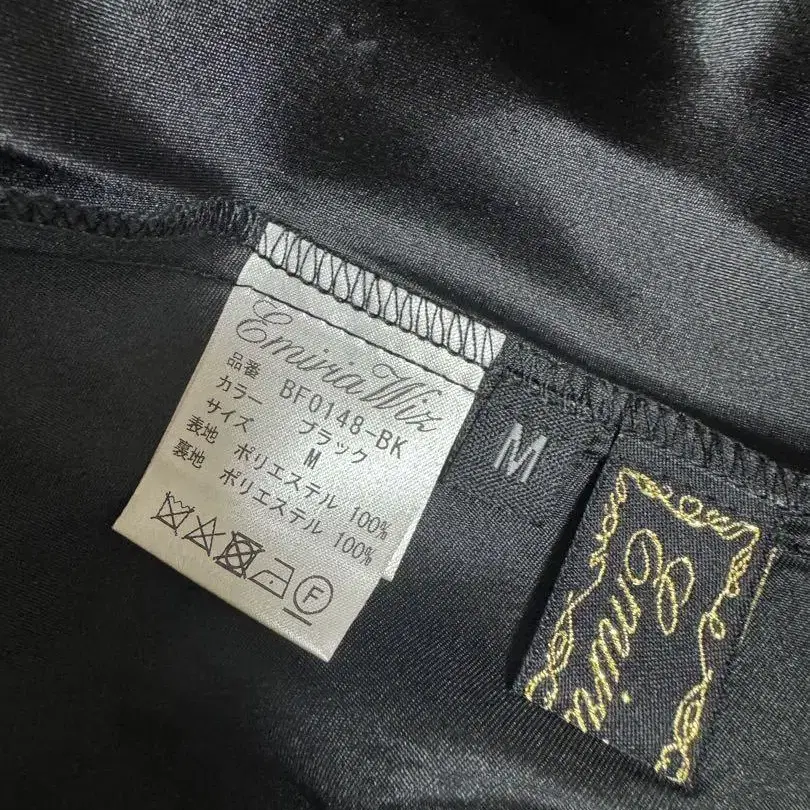 EmiriaWiz
品番 BF0148-BK
カラー ブラック
サイズ M
表地 ポリエステル 100%
裏地 ポリエステル 100%
F
M
Emiri